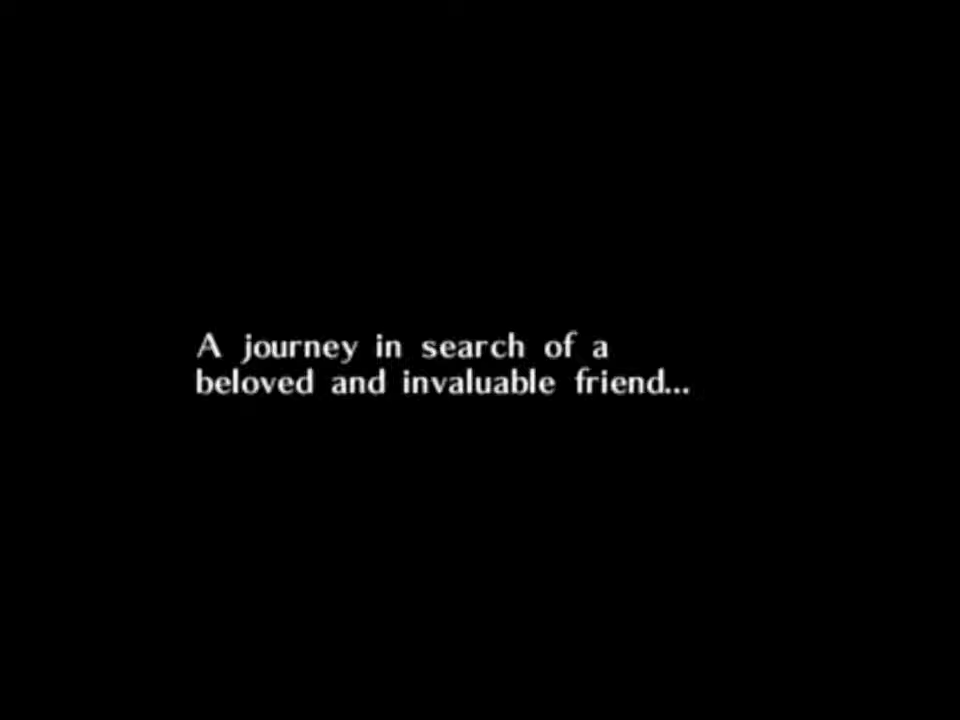 A journey in search of a
beloved and invaluable friend...